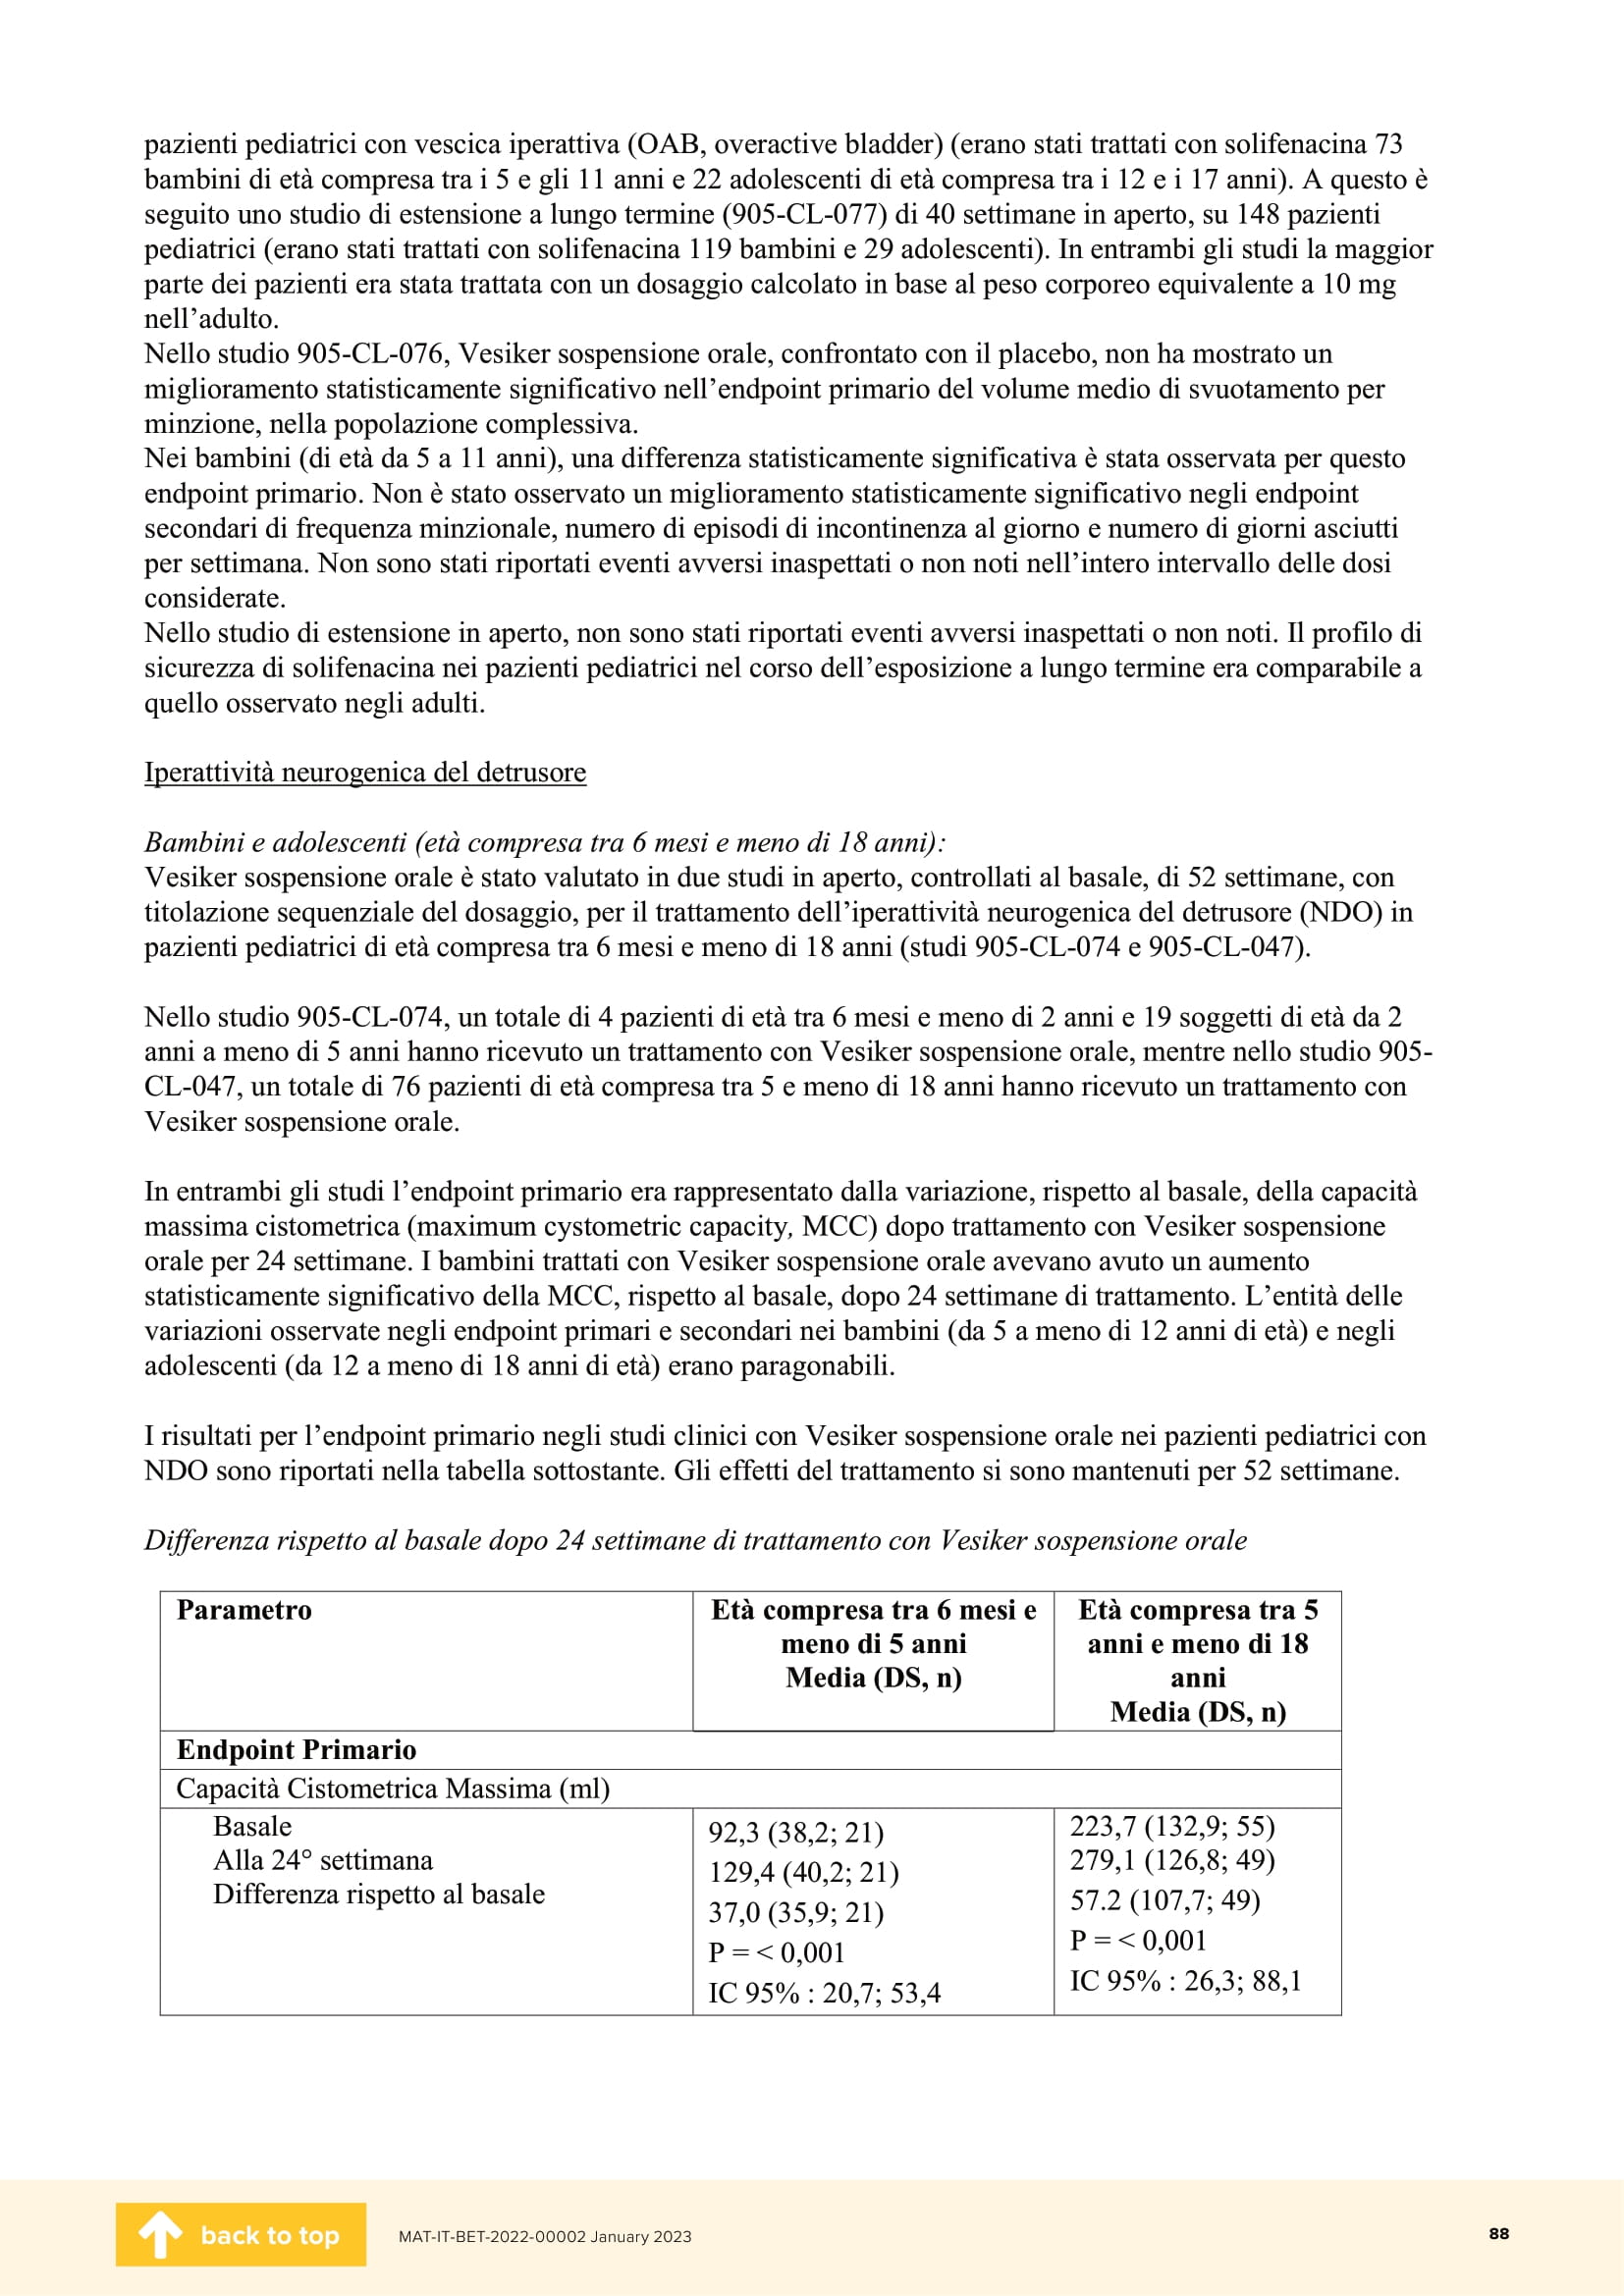 pazienti pediatrici con vescica iperattiva (OAB, overactive bladder) (erano stati trattati con solifenacina 73
bambini di età compresa tra i 5 e gli 11 anni e 22 adolescenti di età compresa tra i 12 e i 17 anni). A questo è
seguito uno studio di estensione a lungo termine (905-CL-077) di 40 settimane in aperto, su 148 pazienti
pediatrici (erano stati trattati con solifenacina 119 bambini e 29 adolescenti). In entrambi gli studi la maggior
parte dei pazienti era stata trattata con un dosaggio calcolato in base al peso corporeo equivalente a 10 mg
nell’adulto.
Nello studio 905-CL-076, Vesiker sospensione orale, confrontato con il placebo, non ha mostrato un
miglioramento statisticamente significativo nell’endpoint primario del volume medio di svuotamento per
minzione, nella popolazione complessiva.
Nei bambini (di età da 5 a 11 anni), una differenza statisticamente significativa è stata osservata per questo
endpoint primario. Non è stato osservato un miglioramento statisticamente significativo negli endpoint
secondari di frequenza minzionale, numero di episodi di incontinenza al giorno e numero di giorni asciutti
per settimana. Non sono stati riportati eventi avversi inaspettati o non noti nell’intero intervallo delle dosi
considerate.
Nello studio di estensione in aperto, non sono stati riportati eventi avversi inaspettati o non noti. Il profilo di
sicurezza di solifenacina nei pazienti pediatrici nel corso dell’esposizione a lungo termine era comparabile a
quello osservato negli adulti.
Iperattività neurogenica del detrusore
Bambini e adolescenti (età compresa tra 6 mesi e meno di 18 anni):
Vesiker sospensione orale è stato valutato in due studi in aperto, controllati al basale, di 52 settimane, con
titolazione sequenziale del dosaggio, per il trattamento dell’iperattività neurogenica del detrusore (NDO) in
pazienti pediatrici di età compresa tra 6 mesi e meno di 18 anni (studi 905-CL-074 e 905-CL-047).
Nello studio 905-CL-074, un totale di 4 pazienti di età tra 6 mesi e meno di 2 anni e 19 soggetti di età da 2
anni a meno di 5 anni hanno ricevuto un trattamento con Vesiker sospensione orale, mentre nello studio 905-
CL-047, un totale di 76 pazienti di età compresa tra 5 e meno di 18 anni hanno ricevuto un trattamento con
Vesiker sospensione orale.
In entrambi gli studi l’endpoint primario era rappresentato dalla variazione, rispetto al basale, della capacità
massima cistometrica (maximum cystometric capacity, MCC) dopo trattamento con Vesiker sospensione
orale per 24 settimane. I bambini trattati con Vesiker sospensione orale avevano avuto un aumento
statisticamente significativo della MCC, rispetto al basale, dopo 24 settimane di trattamento. L’entità delle
variazioni osservate negli endpoint primari e secondari nei bambini (da 5 a meno di 12 anni di età) e negli
adolescenti (da 12 a meno di 18 anni di età) erano paragonabili.
I risultati per l’endpoint primario negli studi clinici con Vesiker sospensione orale nei pazienti pediatrici con
NDO sono riportati nella tabella sottostante. Gli effetti del trattamento si sono mantenuti per 52 settimane.
Differenza rispetto al basale dopo 24 settimane di trattamento con Vesiker sospensione orale
Parametro
Età compresa tra 6 mesi e
meno di 5 anni
Media (DS, n)
Età compresa tra 5
anni e meno di 18
anni
Media (DS, n)
Endpoint Primario
Capacità Cistometrica Massima (ml)
Basale
Alla 24° settimana
Differenza rispetto al basale
92,3 (38,2; 21)
129,4 (40,2; 21)
37,0 (35,9; 21)
P = < 0,001
IC 95% : 20,7; 53,4
223,7 (132,9; 55)
279,1 (126,8; 49)
57.2 (107,7; 49)
P = < 0,001
IC 95% : 26,3; 88,1
back to top
MAT-IT-BET-2022-00002 January 2023
88